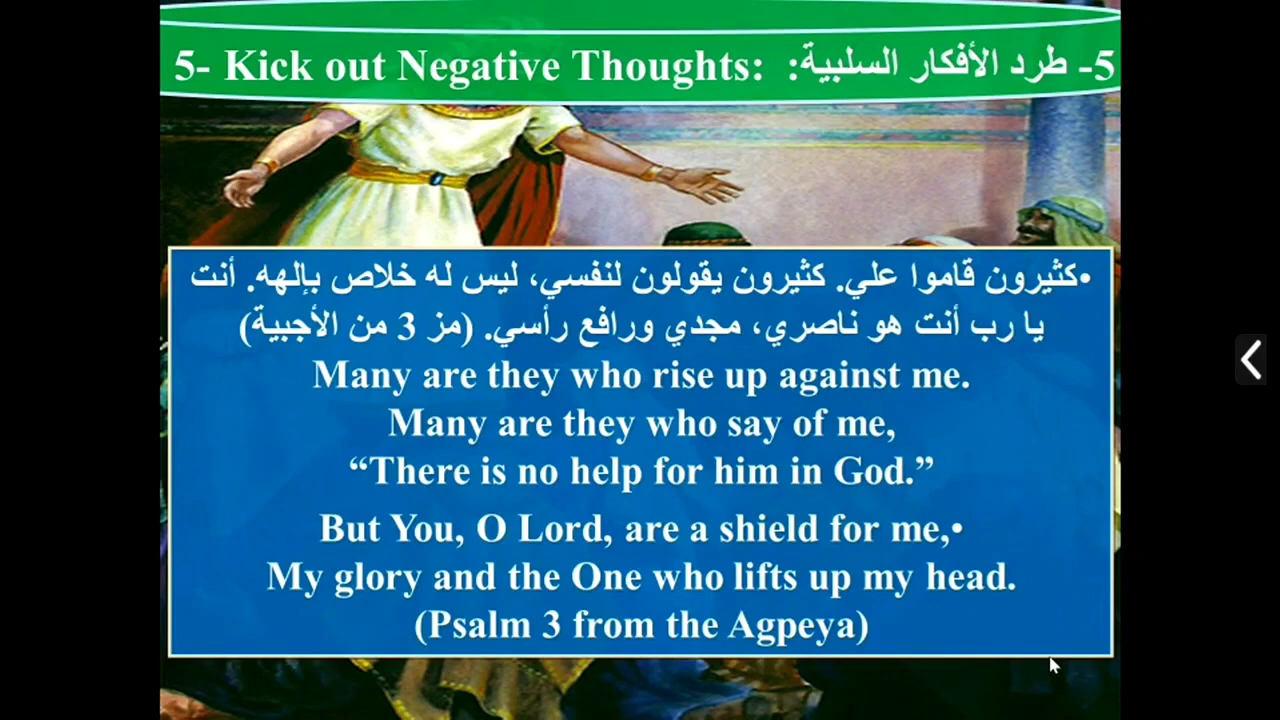 5- Kick out Negative Thoughts: 5- طرد الأفكار السلبية:
•كثيرون قاموا علي. كثيرون يقولون لنفسي، ليس له خلاص بإلهه. أنت
يا رب أنت هو ناصري، مجدي ورافع رأسي. (مز 3 من الأجبية)
Many are they who rise up against me.
Many are they who say of me,
“There is no help for him in God.”
But You, O Lord, are a shield for me,•
My glory and the One who lifts up my head.
(Psalm 3 from the Agpeya)